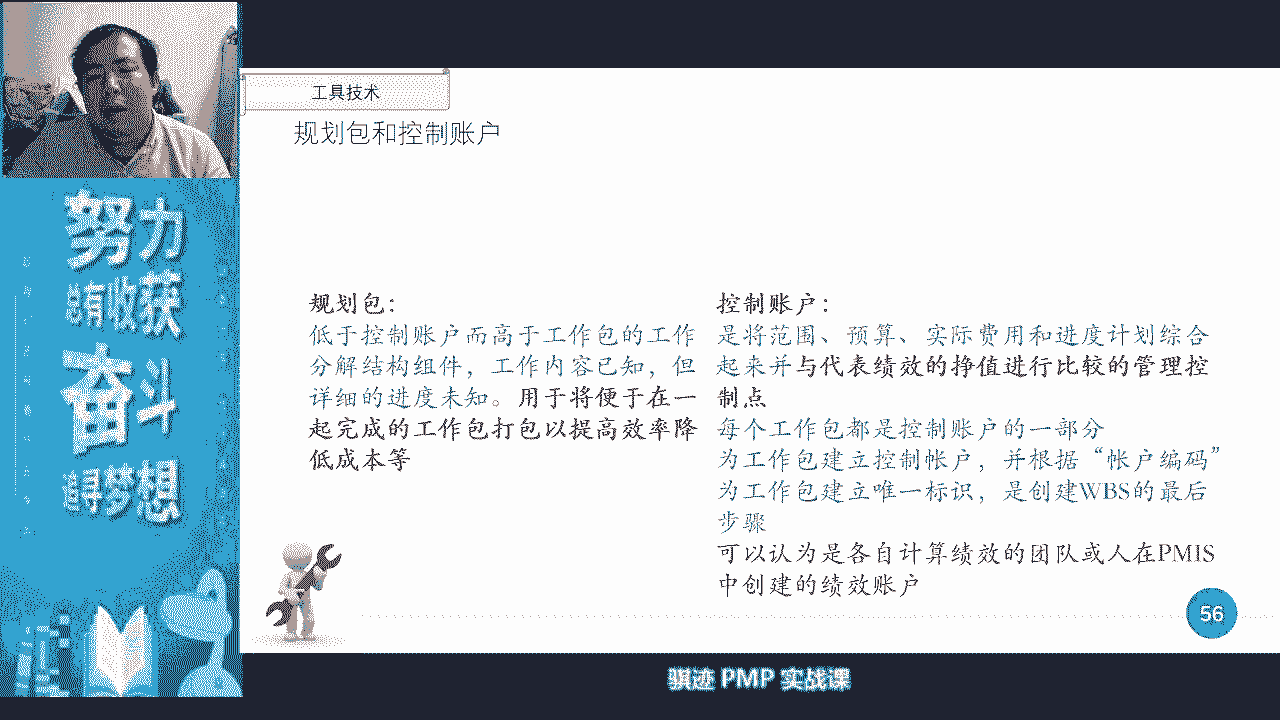 工具技术
规划包和控制账户
规划包：
低于控制账户而高于工作包的工作
分解结构组件，工作内容已知，但
详细的进度未知。用于将便于在一
起完成的工作包打包以提高效率降
低成本等
控制账户：
是将范围、预算、实际费用和进度计划综合
起来并与代表绩效的挣值进行比较的管理控
制点
每个工作包都是控制账户的一部分
为工作包建立控制帐户，并根据“帐户编码”
为工作包建立唯一标识，是创建WBS的最后
步骤
可以认为是各自计算绩效的团队或人在PMIS
中创建的绩效账户
56
努力
总有收获
奋斗
追寻梦想
骐迹 PMP 实战课